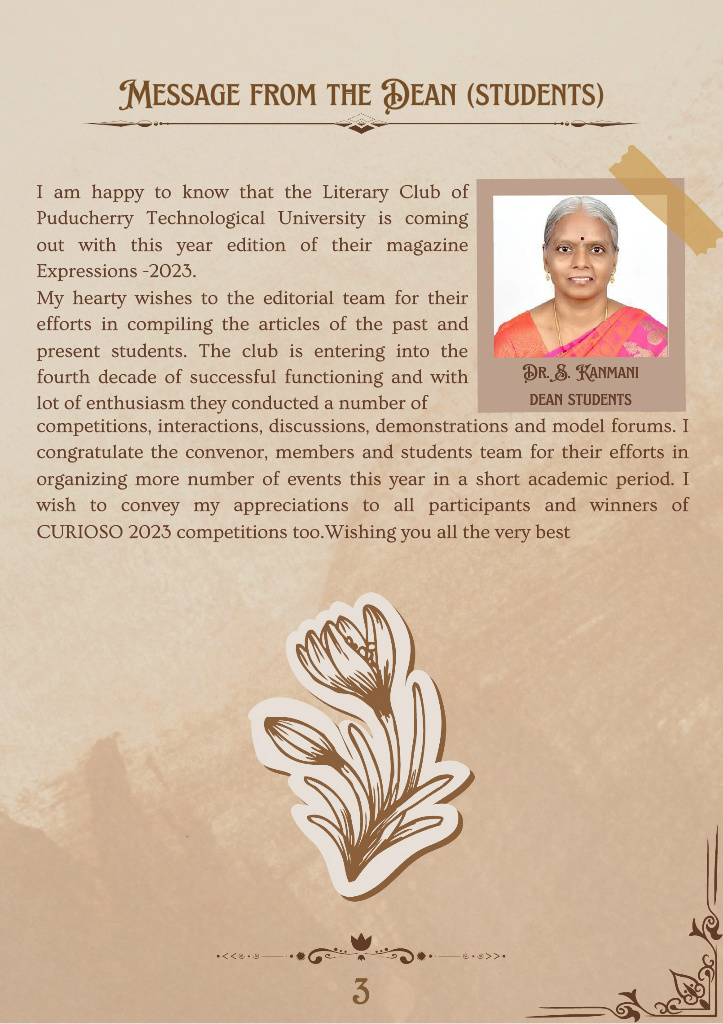 Message from the Dean (students)
I am happy to know that the Literary Club of
Puducherry Technological University is coming
out with this year edition of their magazine
Expressions -2023.
My hearty wishes to the editorial team for their
efforts in compiling the articles of the past and
present students. The club is entering into the
fourth decade of successful functioning and with
lot of enthusiasm they conducted a number of
competitions, interactions, discussions, demonstrations and model forums. I
congratulate the convenor, members and students team for their efforts in
organizing more number of events this year in a short academic period. I
wish to convey my appreciations to all participants and winners of
CURIOSO 2023 competitions too.Wishing you all the very best
Dr. S. Kanmani
dean students
3